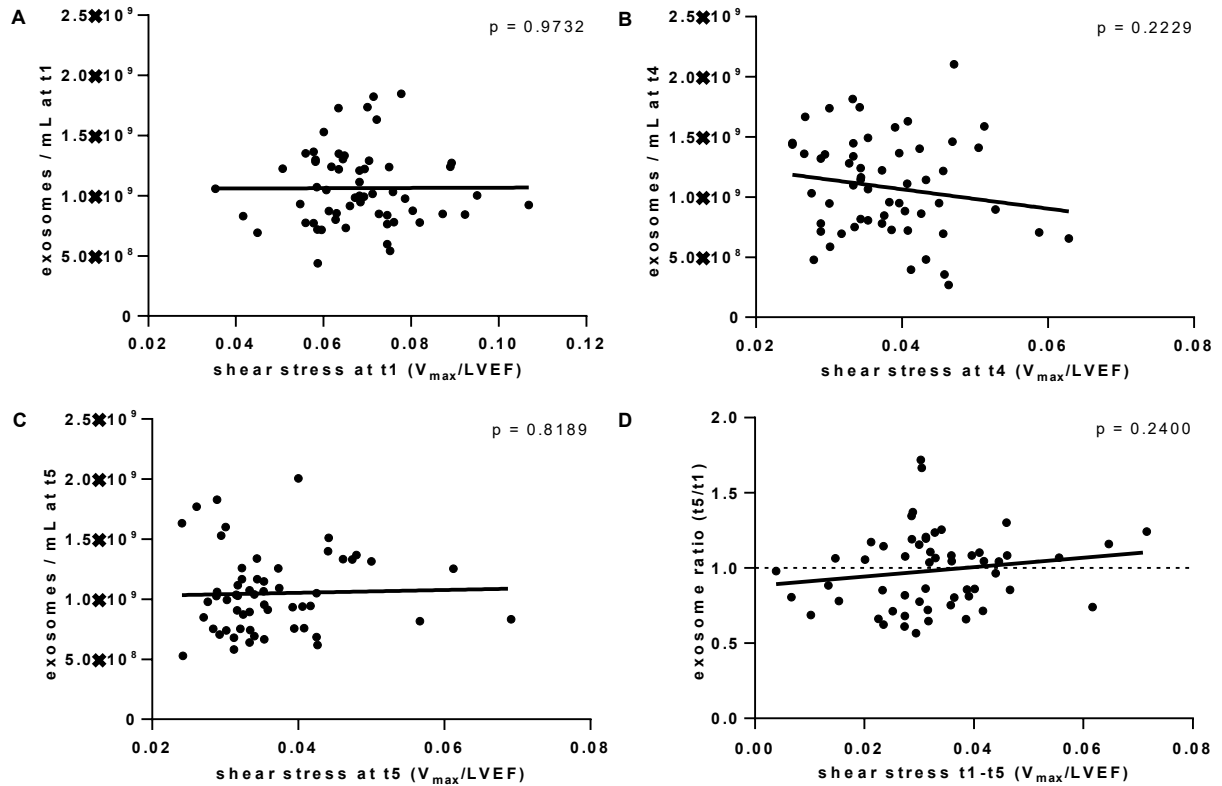 A
p = 0.9732
exosomes / mL at t1
2.5✖10⁹
2.0✖10⁹
1.5✖10⁹
1.0✖10⁹
5.0✖10⁸
0
0.02 0.04 0.06 0.08 0.10 0.12
shear stress at t1 (Vmax/LVEF)
B
p = 0.2229
exosomes / mL at t4
2.5✖10⁹
2.0✖10⁹
1.5✖10⁹
1.0✖10⁹
5.0✖10⁸
0
0.02 0.04 0.06 0.08
shear stress at t4 (Vmax/LVEF)
C
p = 0.8189
exosomes / mL at t5
2.5✖10⁹
2.0✖10⁹
1.5✖10⁹
1.0✖10⁹
5.0✖10⁸
0
0.02 0.04 0.06 0.08
shear stress at t5 (Vmax/LVEF)
D
p = 0.2400
exosome ratio (t5/t1)
2.0
1.5
1.0
0.5
0.0
0.00 0.02 0.04 0.06 0.08
shear stress t1-t5 (Vmax/LVEF)